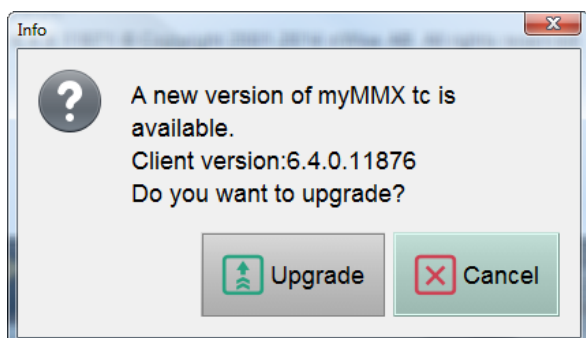 Info
A new version of myMMX tc is
available.
Client version:6.4.0.11876
Do you want to upgrade?
Upgrade
Cancel